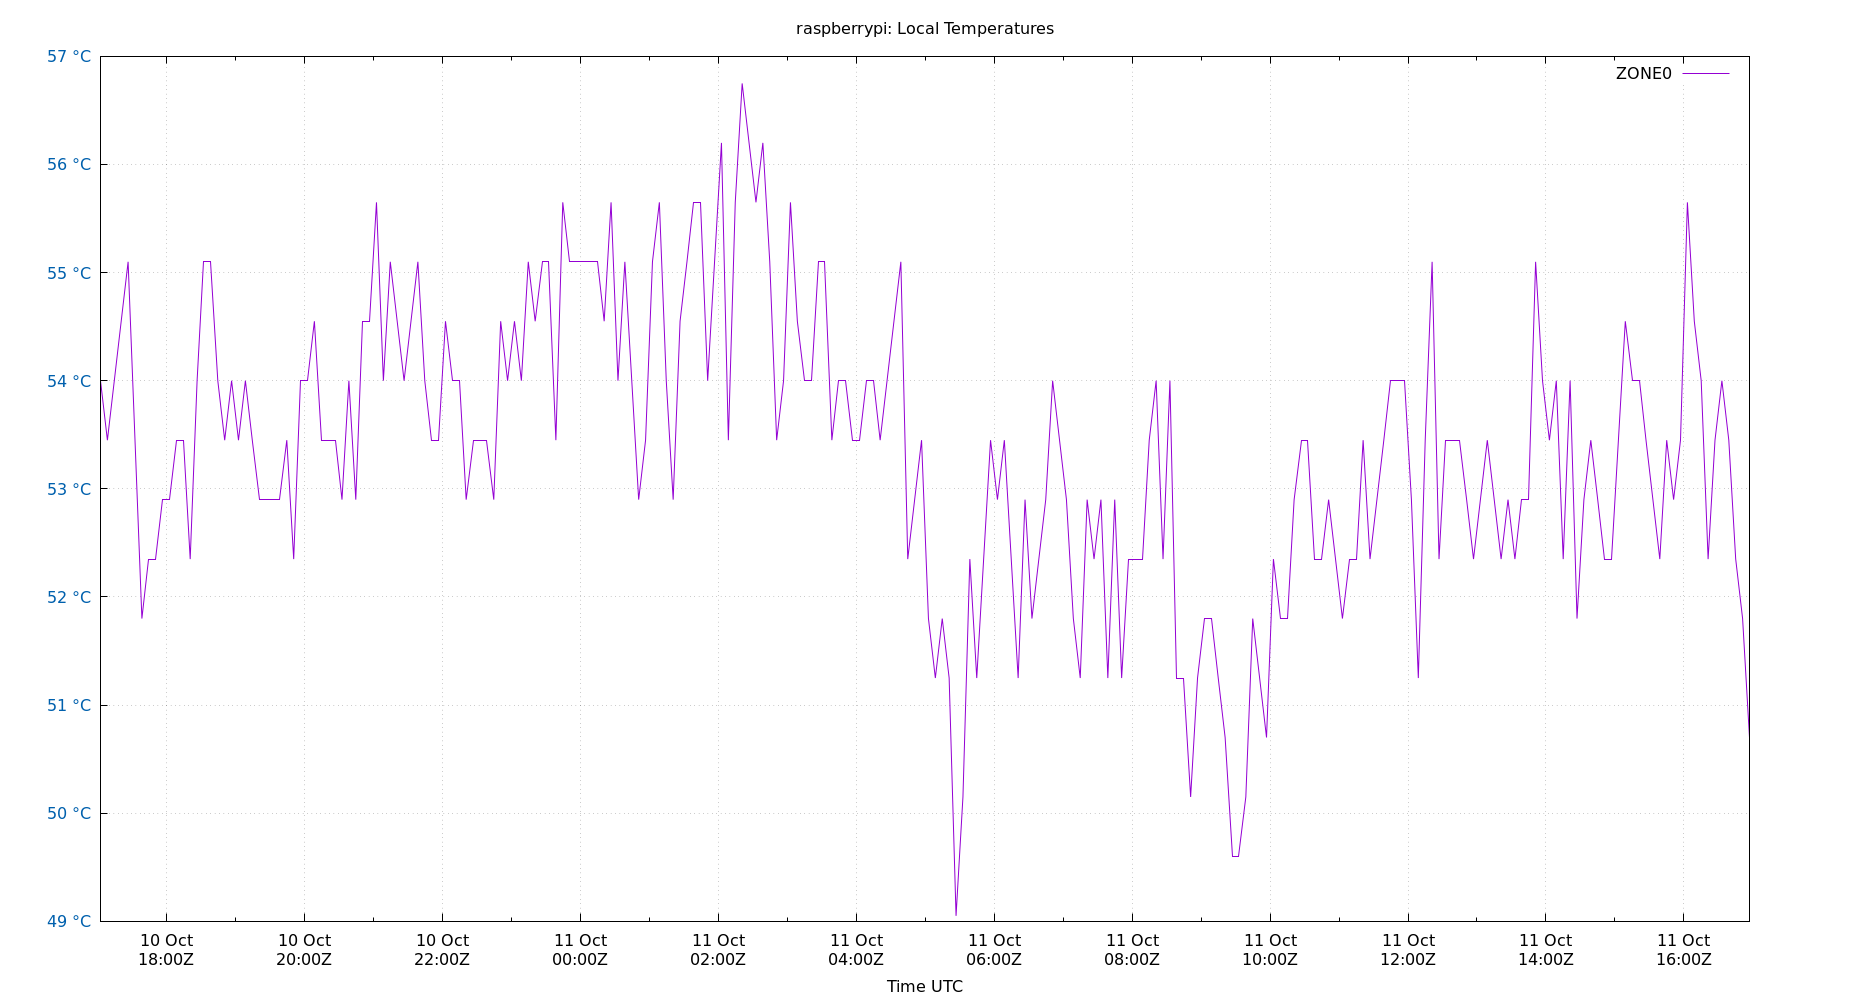 raspberrypi: Local Temperatures
57 °C
ZONE0
56 °C
55 °C
54 °C
53 °C
52 °C
51 °C
50 °C
49 °C
10 Oct 10 Oct 10 Oct 11 Oct 11 Oct 11 Oct 11 Oct 11 Oct 11 Oct 11 Oct 11 Oct 11 Oct
18:00Z 20:00Z 22:00Z 00:00Z 02:00Z 04:00Z 06:00Z 08:00Z 10:00Z 12:00Z 14:00Z 16:00Z
Time UTC